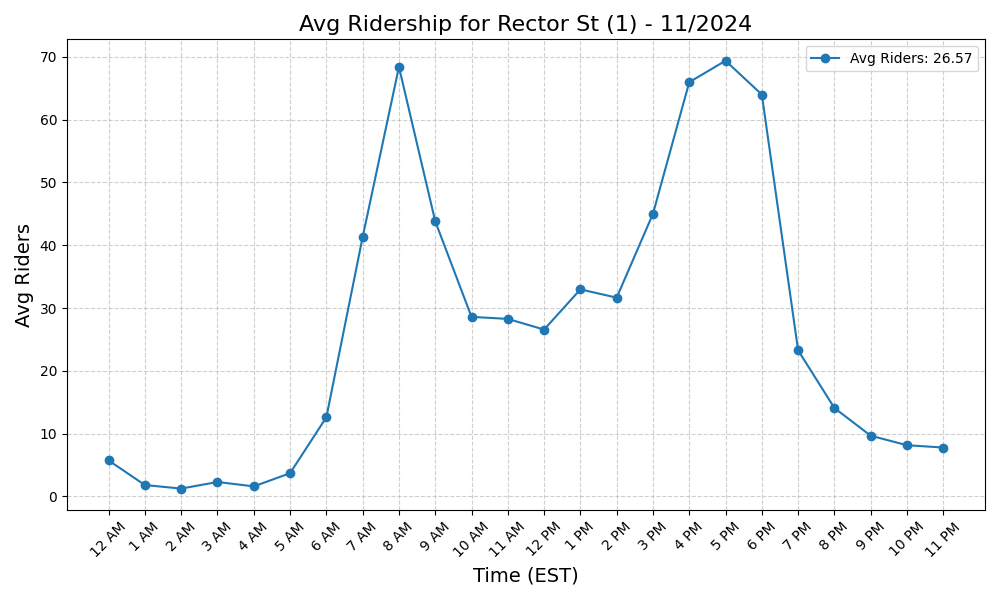 Avg Ridership for Rector St (1) - 11/2024
Avg Riders: 26.57
Avg Riders
70
60
50
40
30
20
10
0
12 AM
1 AM
2 AM
3 AM
4 AM
5 AM
6 AM
7 AM
8 AM
9 AM
10 AM
11 AM
12 PM
1 PM
2 PM
3 PM
4 PM
5 PM
6 PM
7 PM
8 PM
9 PM
10 PM
11 PM
Time (EST)